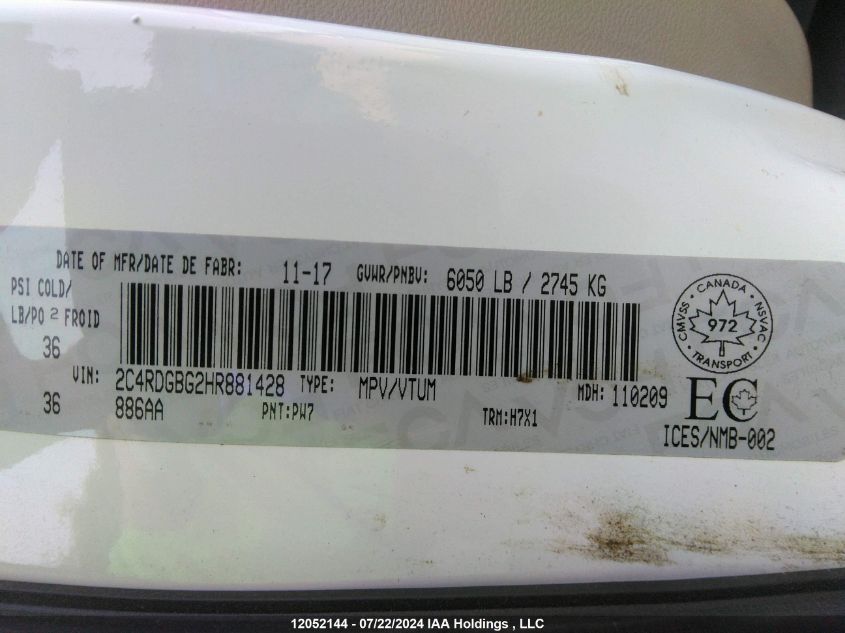 DATE OF MFR/DATE DE FABR: 11-17 GVWR/PNBV: 6050 LB / 2745 KG
PSI COLD/
LB/PO 2 FROID
36
VIN: 2C4RDGBG2HR881428 TYPE: MPV/VTUM MDH: 110209
36 886AA PNT:PW7 TRM:H7X1
CMVSS · CANADA · NSVAC
972
TRANSPORT
EC
ICES/NMB-002
12052144 - 07/22/2024 IAA Holdings , LLC